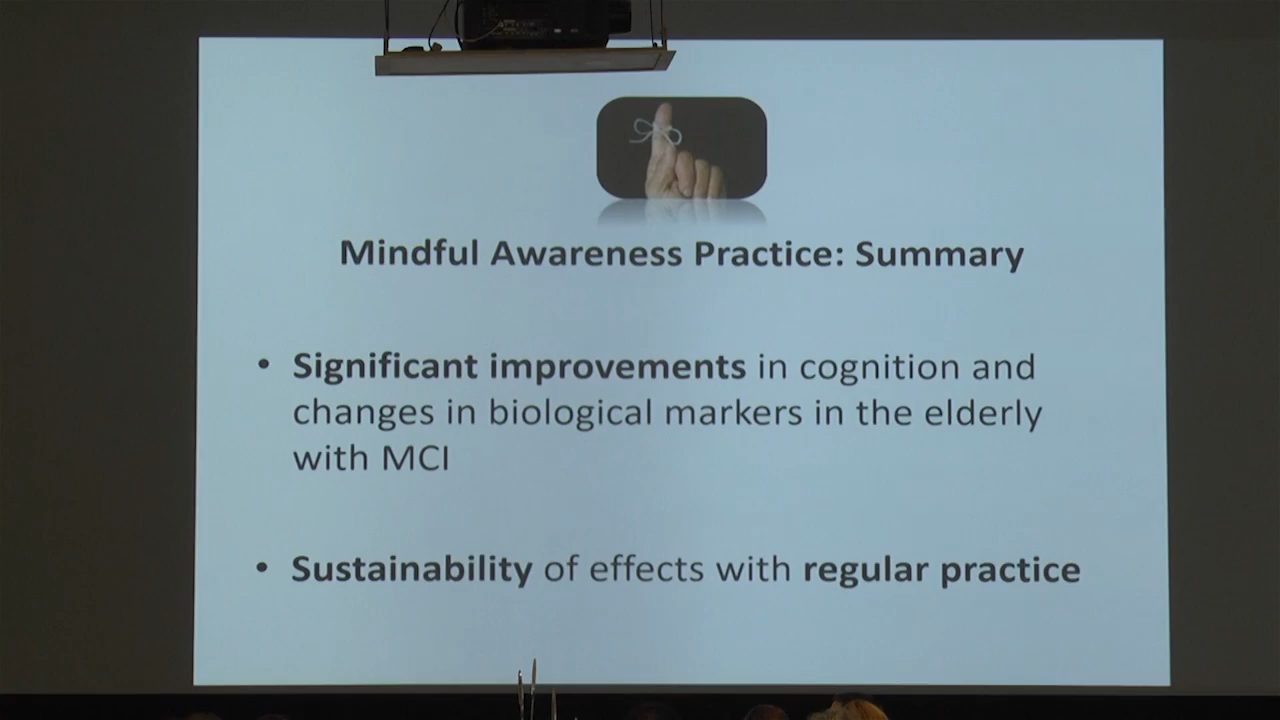 Mindful Awareness Practice: Summary
• Significant improvements in cognition and
changes in biological markers in the elderly
with MCI
• Sustainability of effects with regular practice